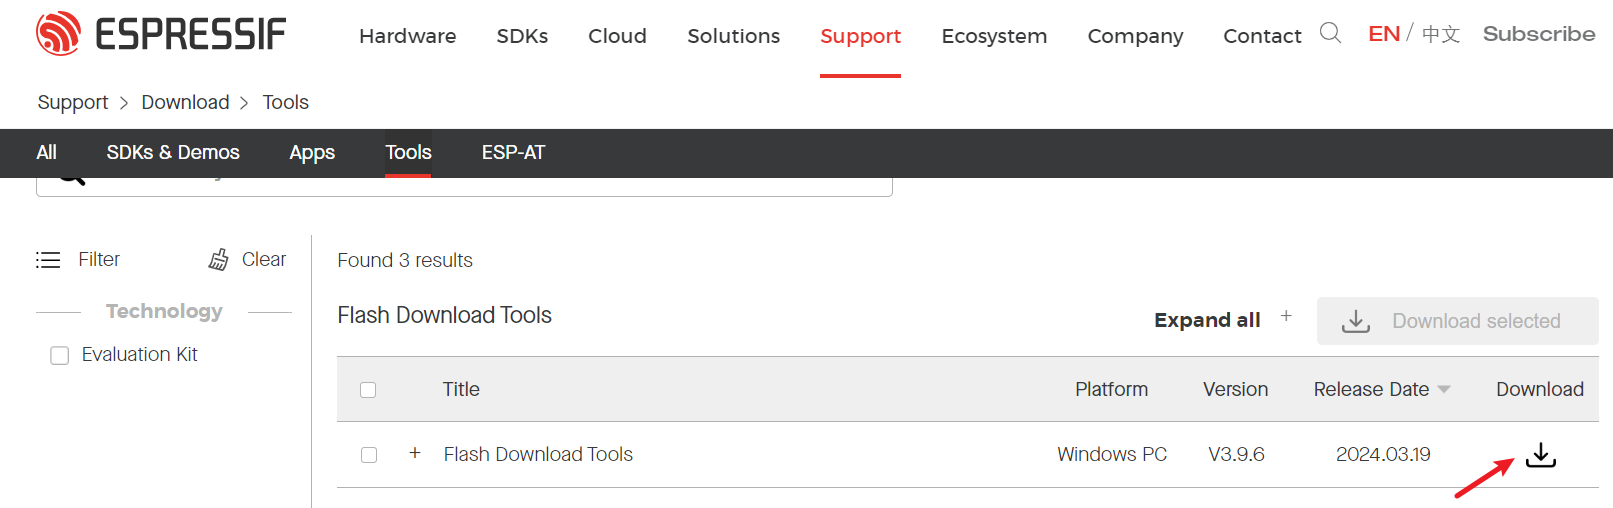 ESPRESSIF
Hardware SDKs Cloud Solutions Support Ecosystem Company Contact EN / 中文 Subscribe
Support > Download > Tools
All SDKs & Demos Apps Tools ESP-AT
Filter Clear
Technology
Evaluation Kit
Found 3 results
Flash Download Tools
Expand all + Download selected
Title Platform Version Release Date Download
+ Flash Download Tools Windows PC V3.9.6 2024.03.19